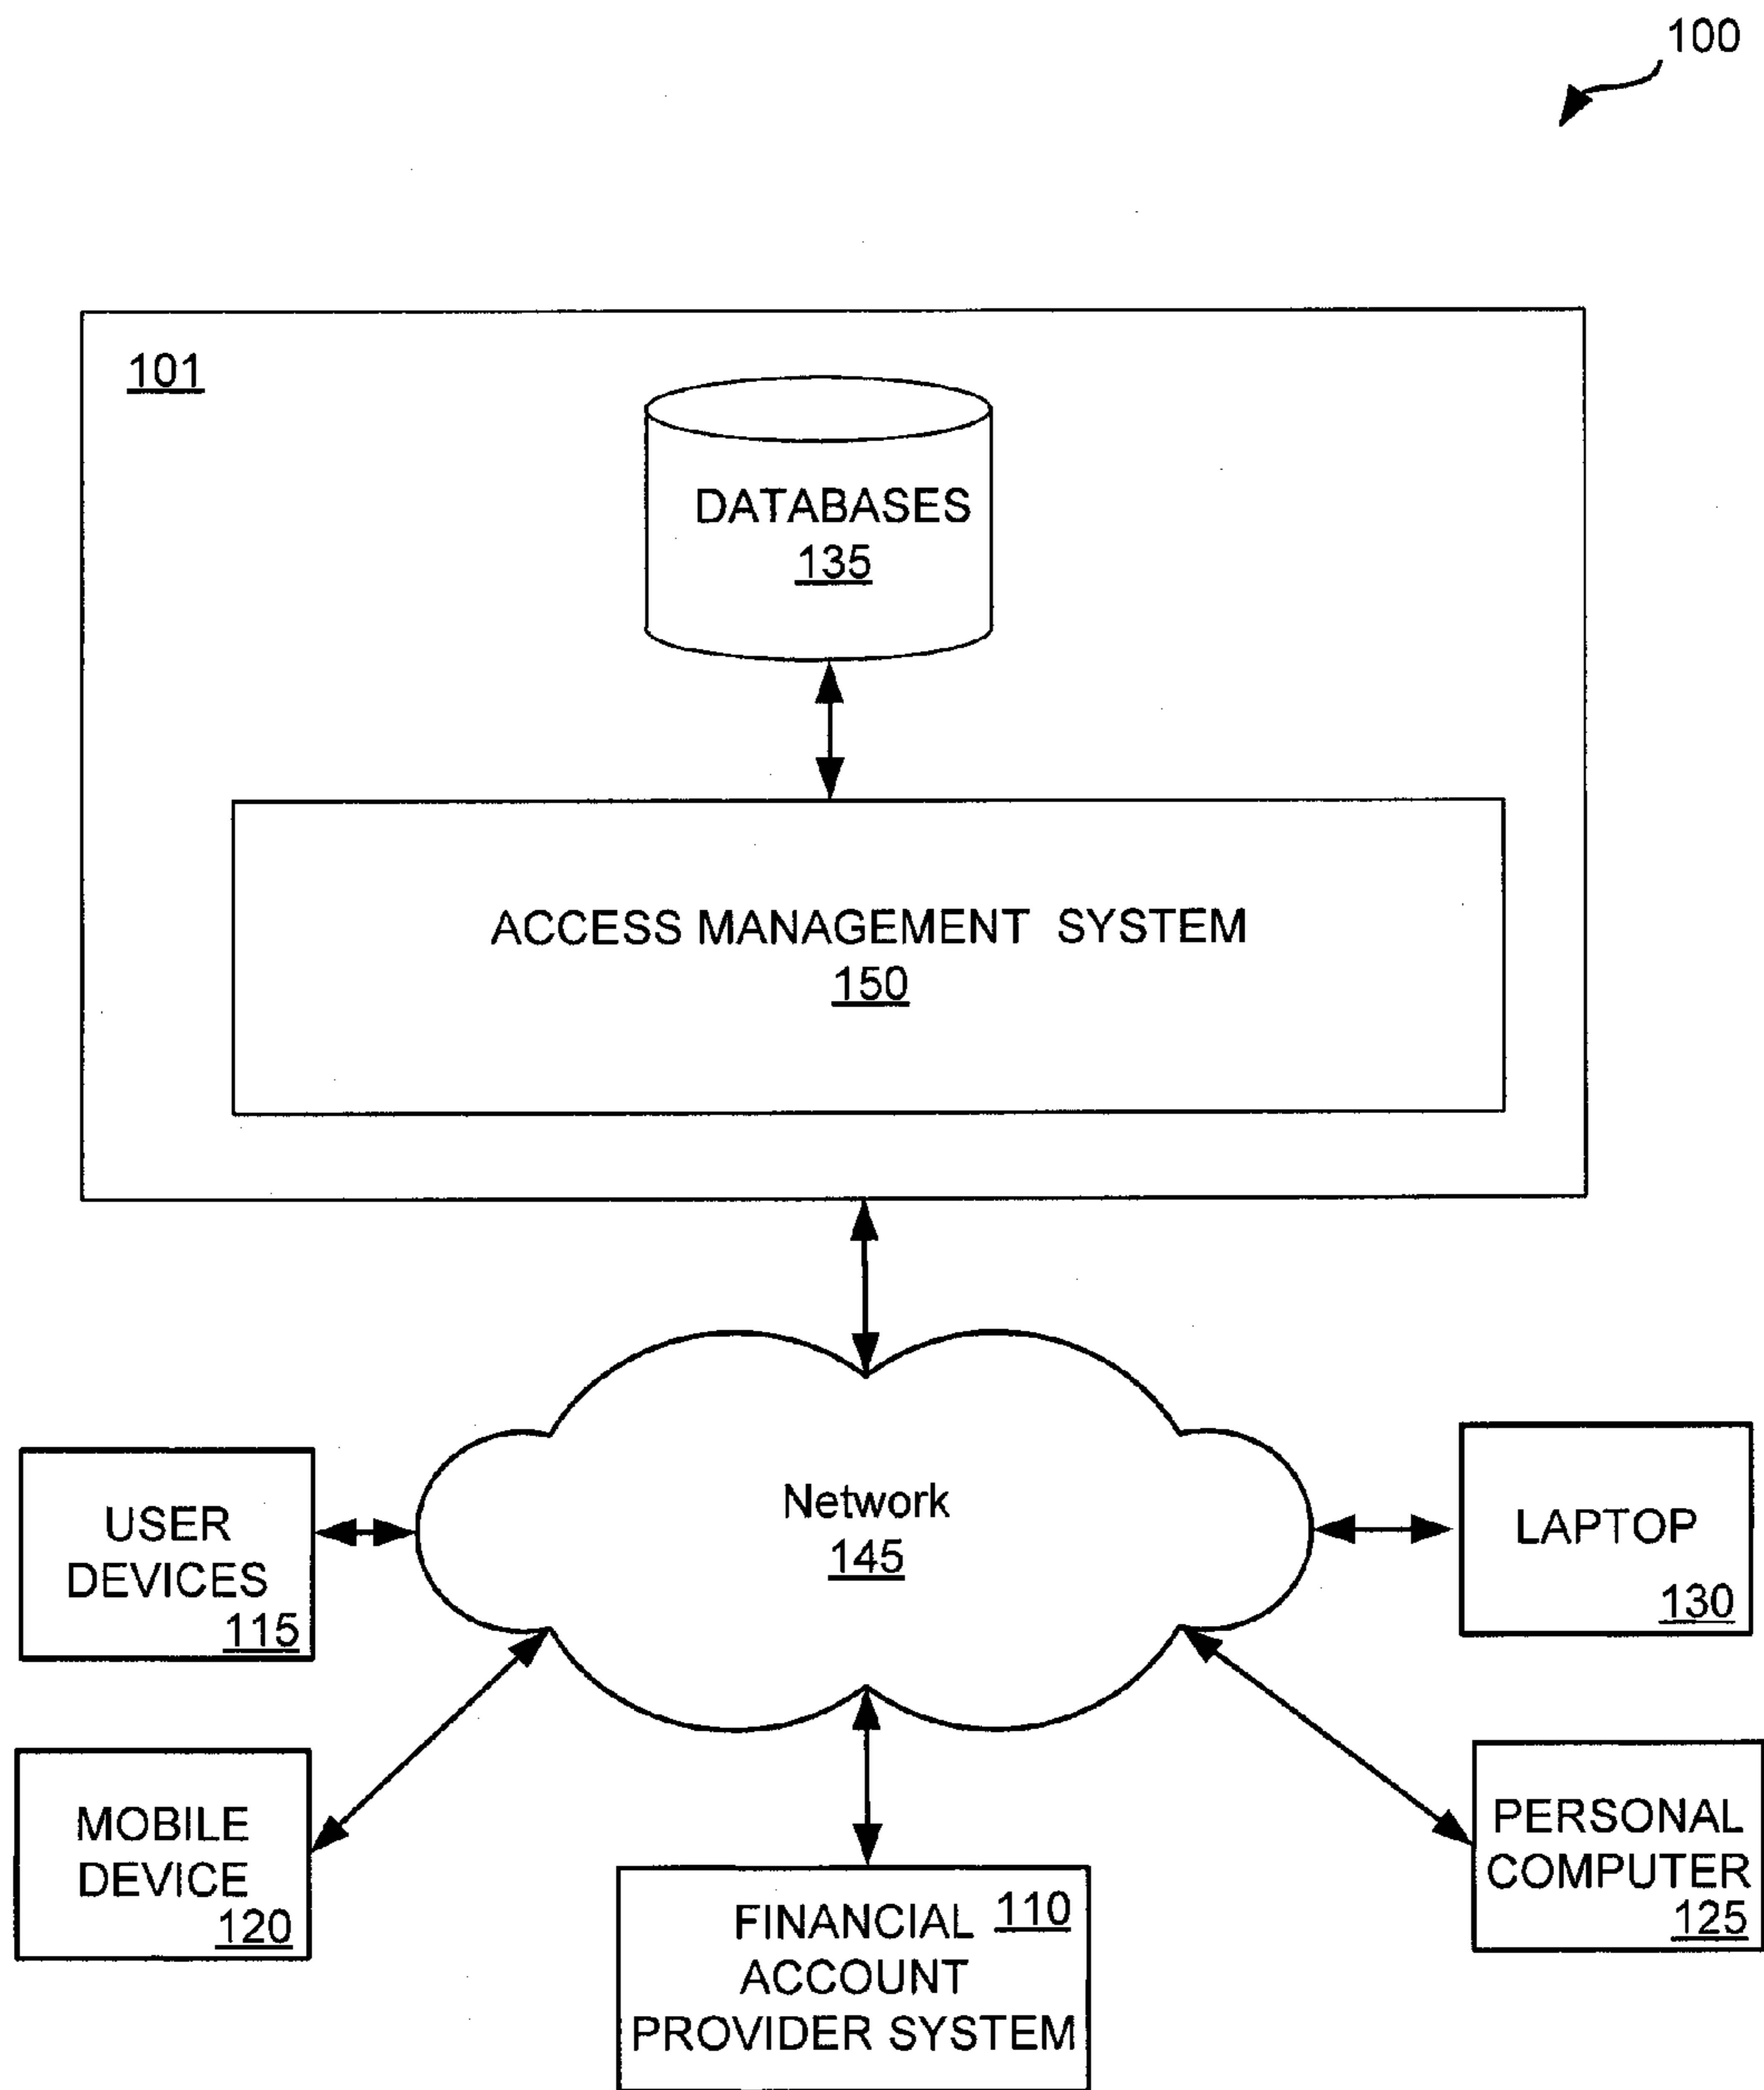 100
101
DATABASES
135
ACCESS MANAGEMENT SYSTEM
150
Network
145
USER
DEVICES
115
LAPTOP
130
MOBILE
DEVICE
120
PERSONAL
COMPUTER
125
FINANCIAL 110
ACCOUNT
PROVIDER SYSTEM